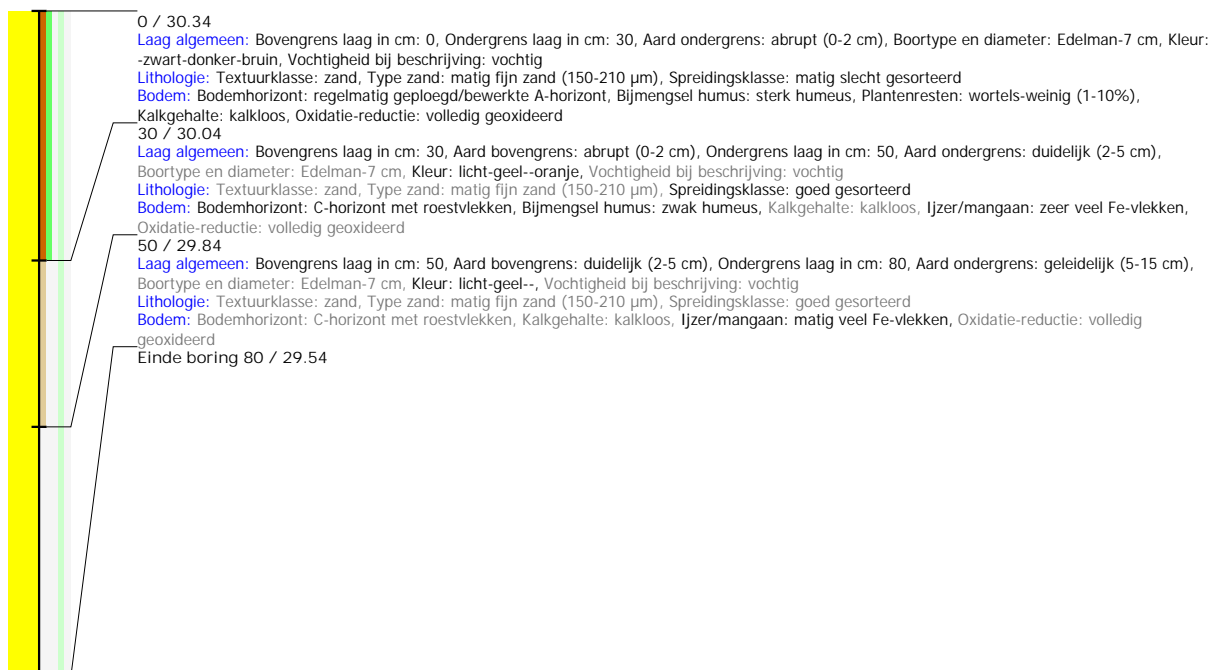 0 / 30.34
Laag algemeen: Bovengrens laag in cm: 0, Ondergrens laag in cm: 30, Aard ondergrens: abrupt (0-2 cm), Boortype en diameter: Edelman-7 cm, Kleur:
-zwart-donker-bruin, Vochtigheid bij beschrijving: vochtig
Lithologie: Textuurklasse: zand, Type zand: matig fijn zand (150-210 µm), Spreidingsklasse: matig slecht gesorteerd
Bodem: Bodemhorizont: regelmatig geploegd/bewerkte A-horizont, Bijmengsel humus: sterk humeus, Plantenresten: wortels-weinig (1-10%),
Kalkgehalte: kalkloos, Oxidatie-reductie: volledig geoxideerd
30 / 30.04
Laag algemeen: Bovengrens laag in cm: 30, Aard bovengrens: abrupt (0-2 cm), Ondergrens laag in cm: 50, Aard ondergrens: duidelijk (2-5 cm),
Boortype en diameter: Edelman-7 cm, Kleur: licht-geel--oranje, Vochtigheid bij beschrijving: vochtig
Lithologie: Textuurklasse: zand, Type zand: matig fijn zand (150-210 µm), Spreidingsklasse: goed gesorteerd
Bodem: Bodemhorizont: C-horizont met roestvlekken, Bijmengsel humus: zwak humeus, Kalkgehalte: kalkloos, Ijzer/mangaan: zeer veel Fe-vlekken,
Oxidatie-reductie: volledig geoxideerd
50 / 29.84
Laag algemeen: Bovengrens laag in cm: 50, Aard bovengrens: duidelijk (2-5 cm), Ondergrens laag in cm: 80, Aard ondergrens: geleidelijk (5-15 cm),
Boortype en diameter: Edelman-7 cm, Kleur: licht-geel--, Vochtigheid bij beschrijving: vochtig
Lithologie: Textuurklasse: zand, Type zand: matig fijn zand (150-210 µm), Spreidingsklasse: goed gesorteerd
Bodem: Bodemhorizont: C-horizont met roestvlekken, Kalkgehalte: kalkloos, Ijzer/mangaan: matig veel Fe-vlekken, Oxidatie-reductie: volledig
geoxideerd
Einde boring 80 / 29.54